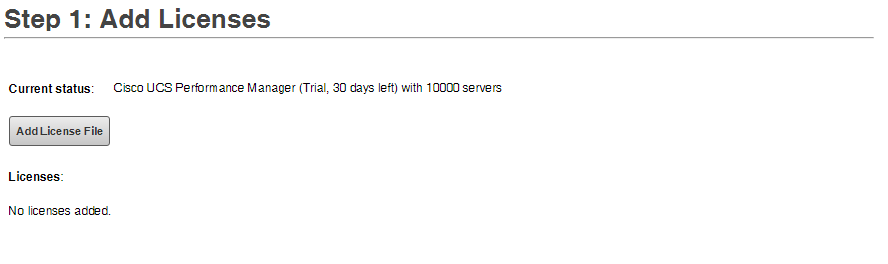 Step 1: Add Licenses
Current status: Cisco UCS Performance Manager (Trial, 30 days left) with 10000 servers
Add License File
Licenses:
No licenses added.